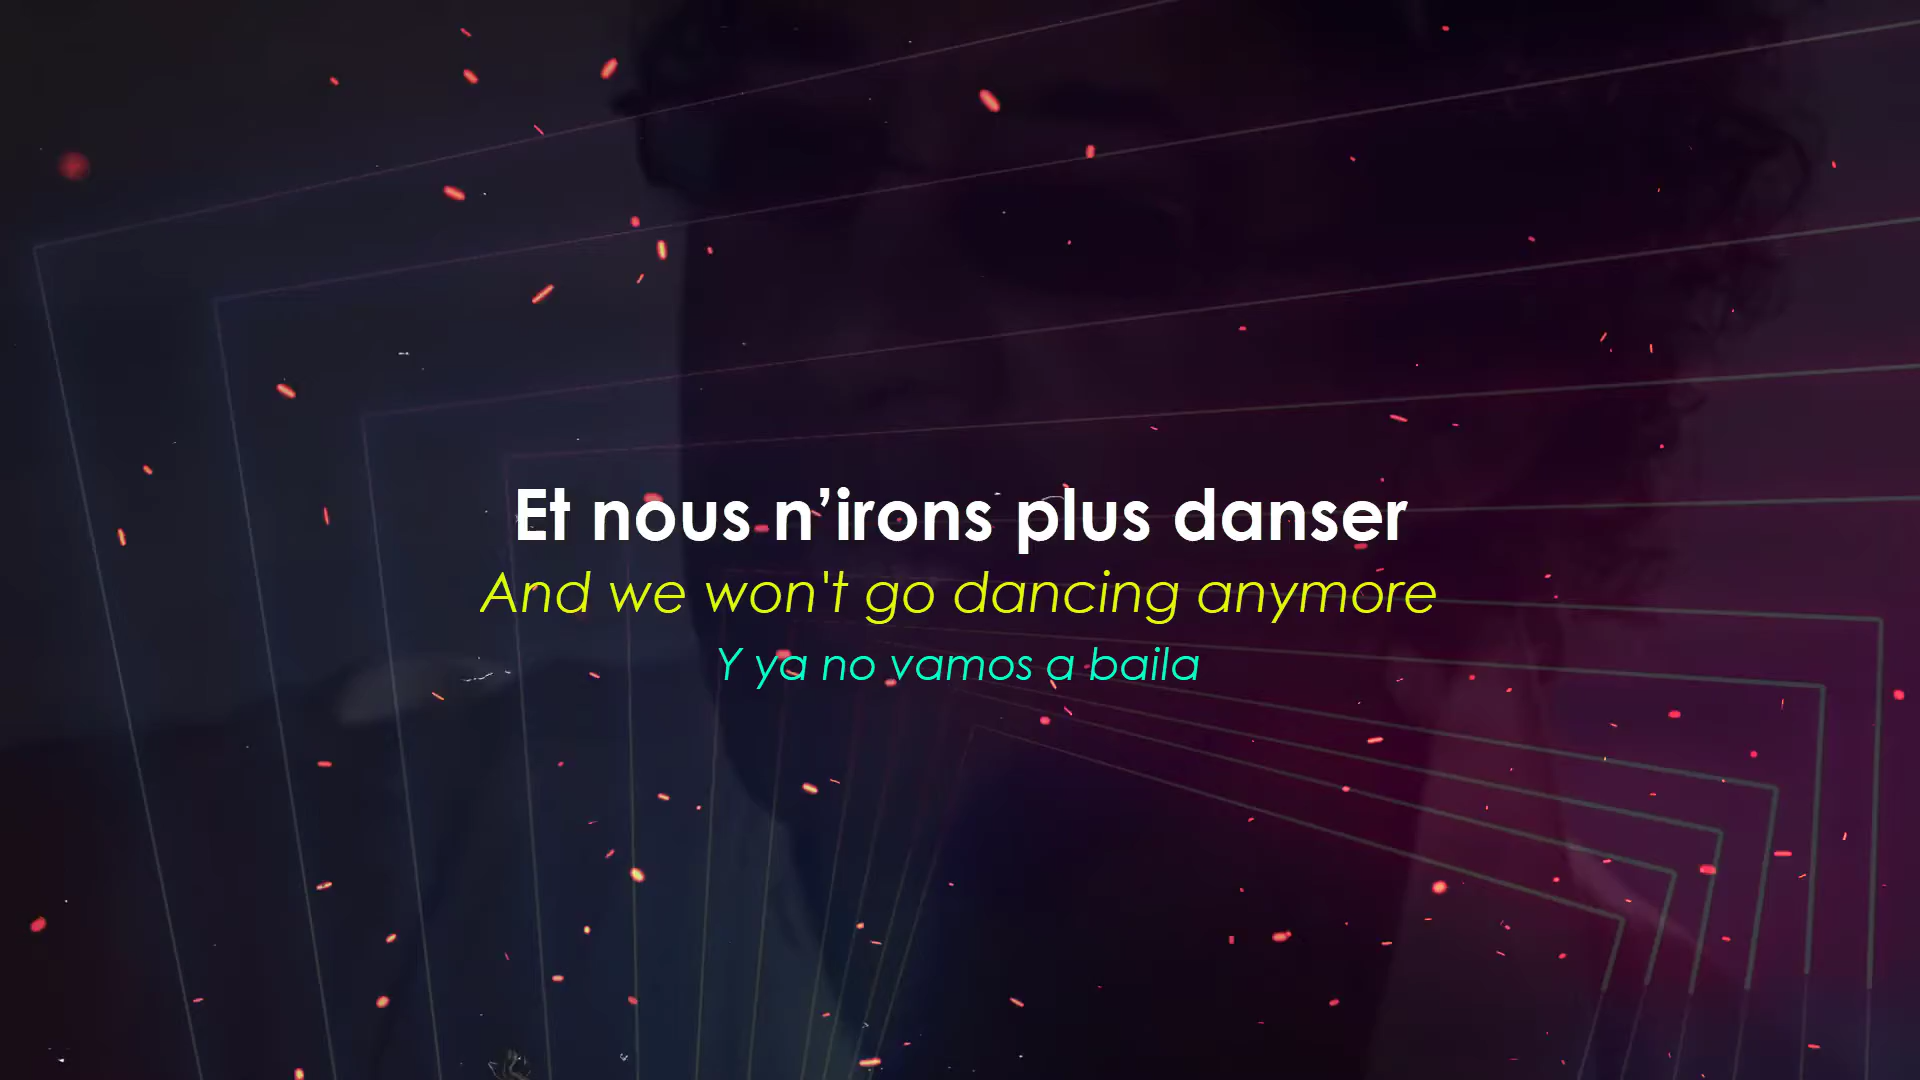 Et nous n’irons plus danser
And we won't go dancing anymore
Y ya no vamos a baila